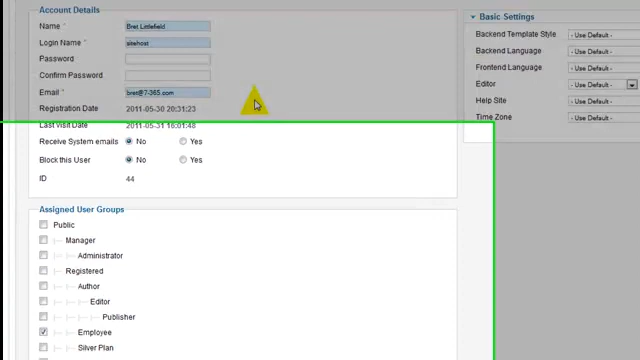 Account Details
Name * Bret Littlefield
Login Name * sitehost
Password
Confirm Password
Email * bret@7-365.com
Registration Date 2011-05-30 20:31:23
Last Visit Date 2011-05-31 16:01:48
Receive System emails No Yes
Block this User No Yes
ID 44
Assigned User Groups
Public
Manager
Administrator
Registered
Author
Editor
Publisher
Employee
Silver Plan
Basic Settings
Backend Template Style - Use Default -
Backend Language - Use Default -
Frontend Language - Use Default -
Editor - Use Default -
Help Site - Use Default -
Time Zone - Use Default -